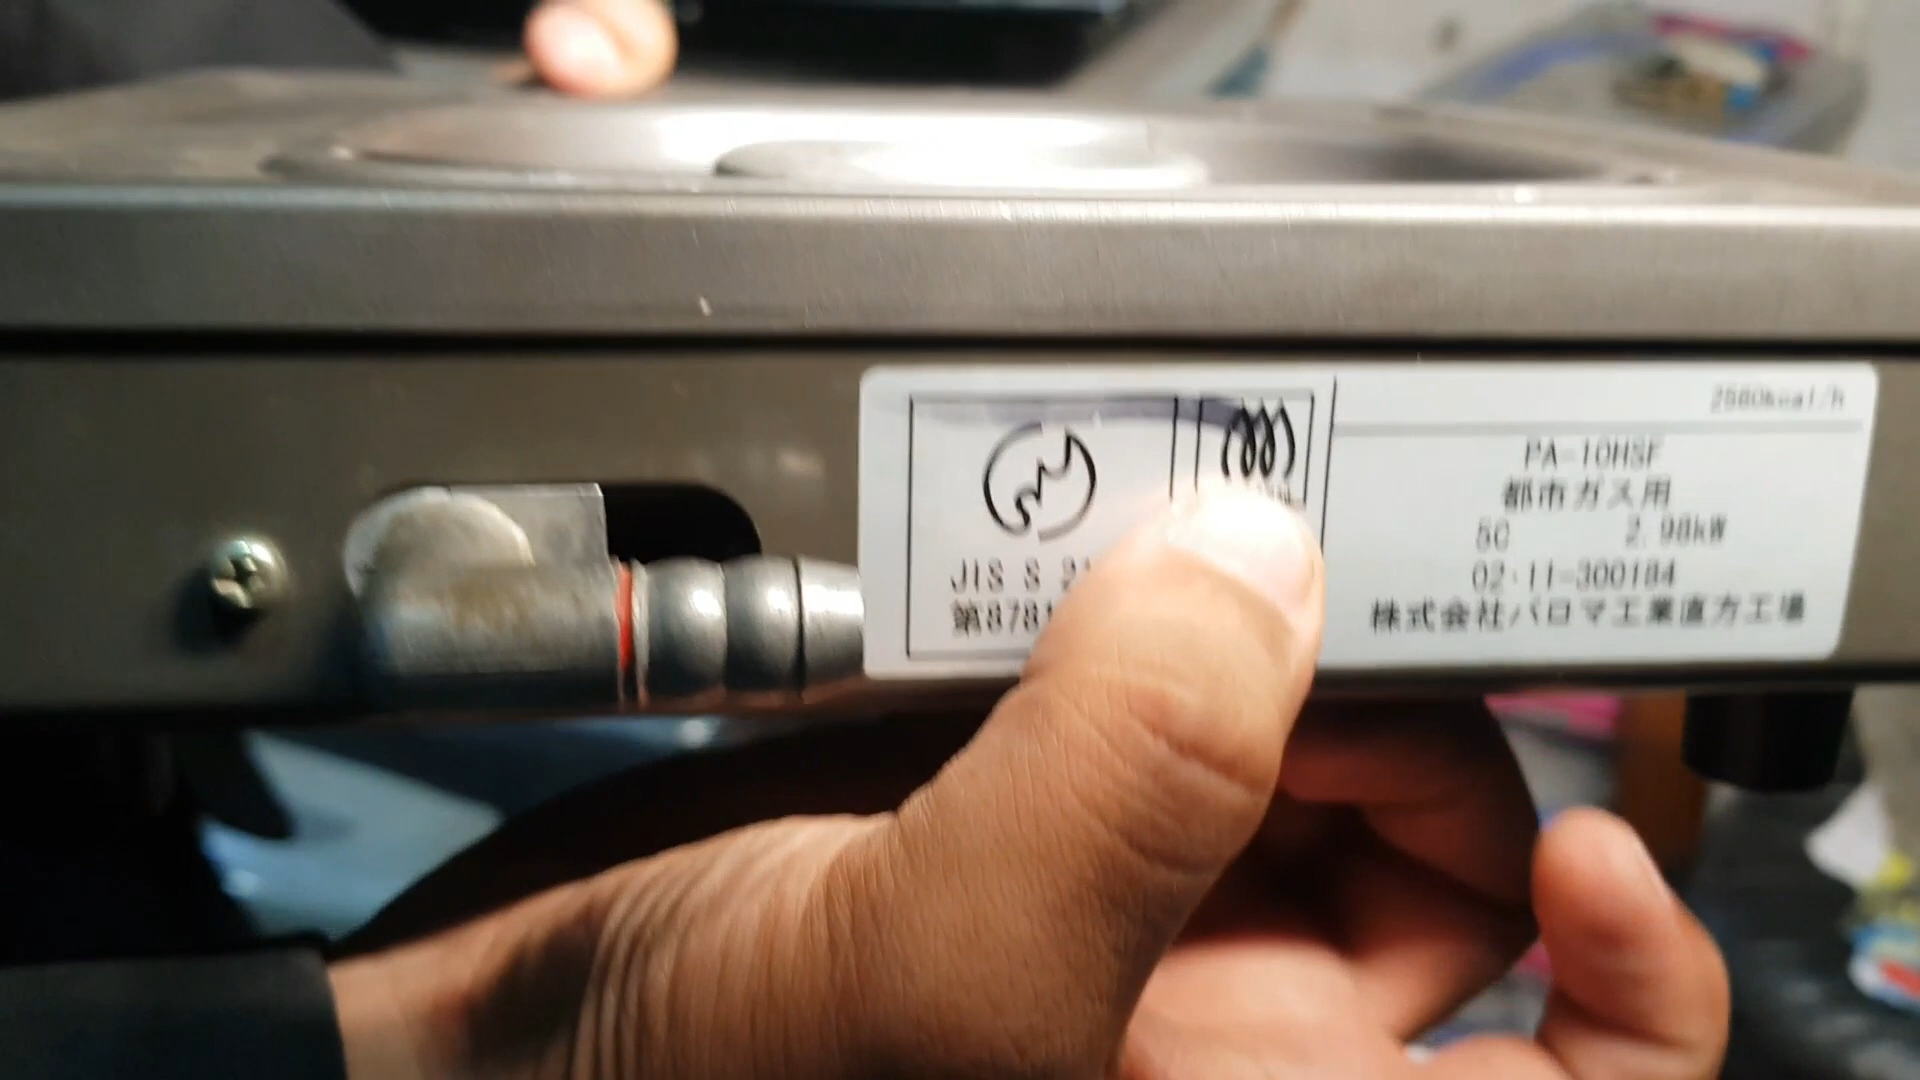 JIS S 21
第8781
2560kcal/h
PA-10HSF
都市ガス用
5C 2.98kW
02·11-300184
株式会社パロマ工業直方工場